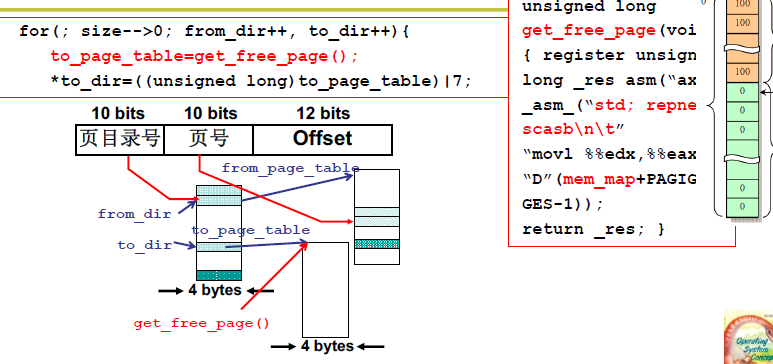 for(; size-->0; from_dir++, to_dir++){
to_page_table=get_free_page();
*to_dir=((unsigned long)to_page_table)|7;
unsigned long
get_free_page(voi
{ register unsign
long _res asm("ax
_asm_("std; repne
scasb\n\t"
"movl %%edx,%%eax
"D"(mem_map+PAGIG
GES-1));
return _res; }
100
100
100
0
0
0
0
0
10 bits 10 bits 12 bits
页目录号 页号 Offset
from_page_table
from_dir
to_page_table
to_dir
4 bytes
get_free_page()
4 bytes
Operating
System
Concep